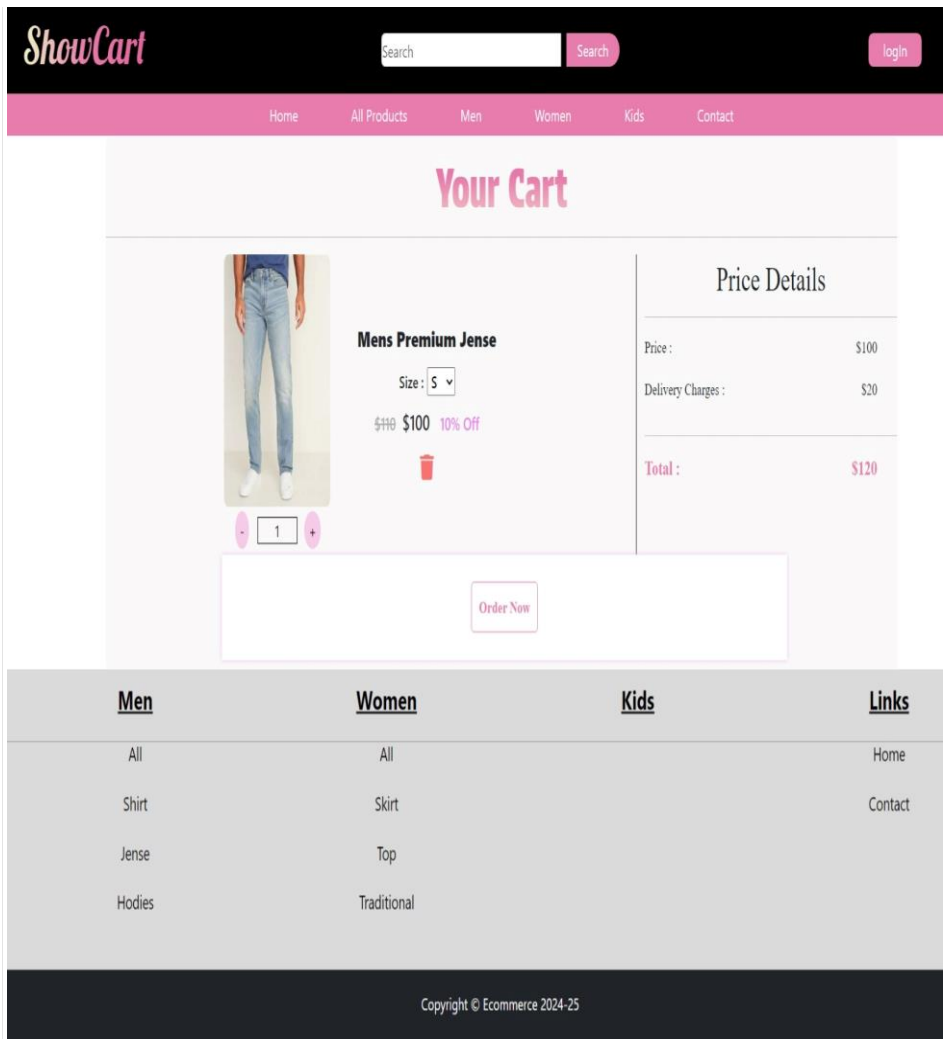 ShowCart
Search Search
logIn
Home All Products Men Women Kids Contact
Your Cart
Mens Premium Jense
Size : S
$110 $100 10% Off
- 1 +
Price Details
Price : $100
Delivery Charges : $20
Total : $120
Order Now
Men Women Kids Links
All All Home
Shirt Skirt Contact
Jense Top
Hodies Traditional
Copyright © Ecommerce 2024-25